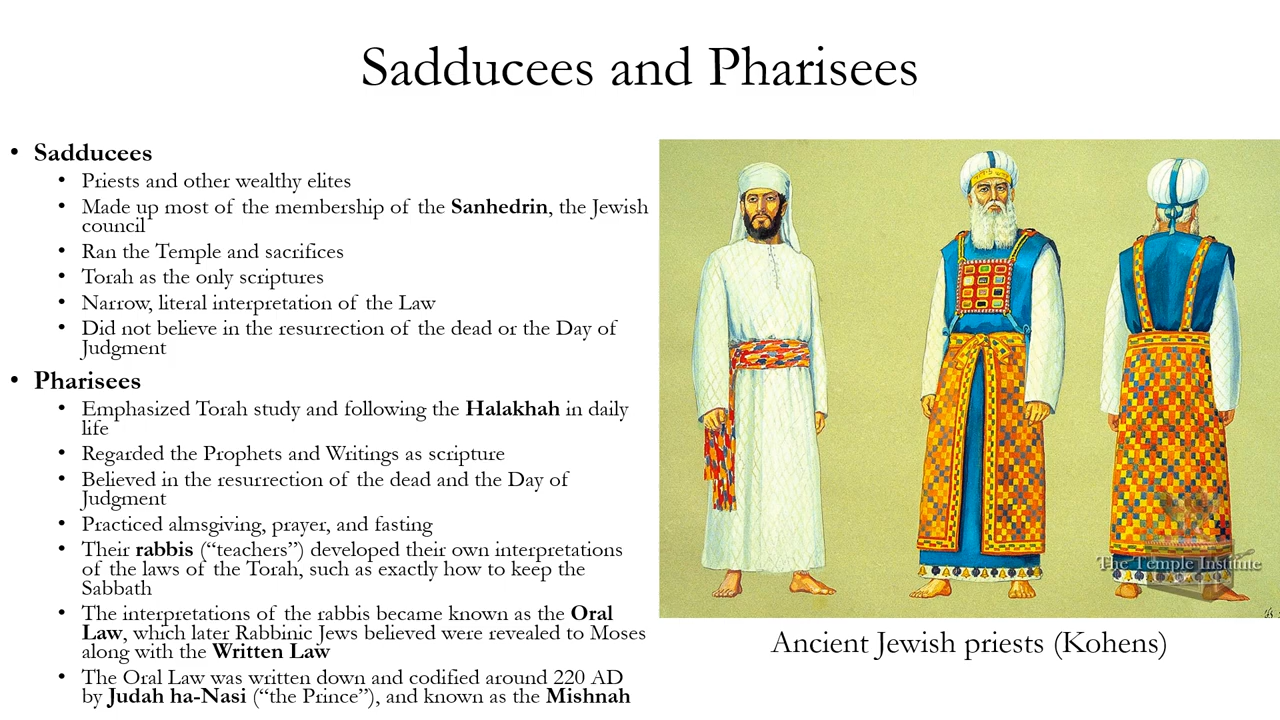 Sadducees and Pharisees
• Sadducees
• Priests and other wealthy elites
• Made up most of the membership of the Sanhedrin, the Jewish
council
• Ran the Temple and sacrifices
• Torah as the only scriptures
• Narrow, literal interpretation of the Law
• Did not believe in the resurrection of the dead or the Day of
Judgment
• Pharisees
• Emphasized Torah study and following the Halakhah in daily
life
• Regarded the Prophets and Writings as scripture
• Believed in the resurrection of the dead and the Day of
Judgment
• Practiced almsgiving, prayer, and fasting
• Their rabbis (“teachers”) developed their own interpretations
of the laws of the Torah, such as exactly how to keep the
Sabbath
• The interpretations of the rabbis became known as the Oral
Law, which later Rabbinic Jews believed were revealed to Moses
along with the Written Law
• The Oral Law was written down and codified around 220 AD
by Judah ha-Nasi (“the Prince”), and known as the Mishnah
The Temple Institute
Ancient Jewish priests (Kohens)